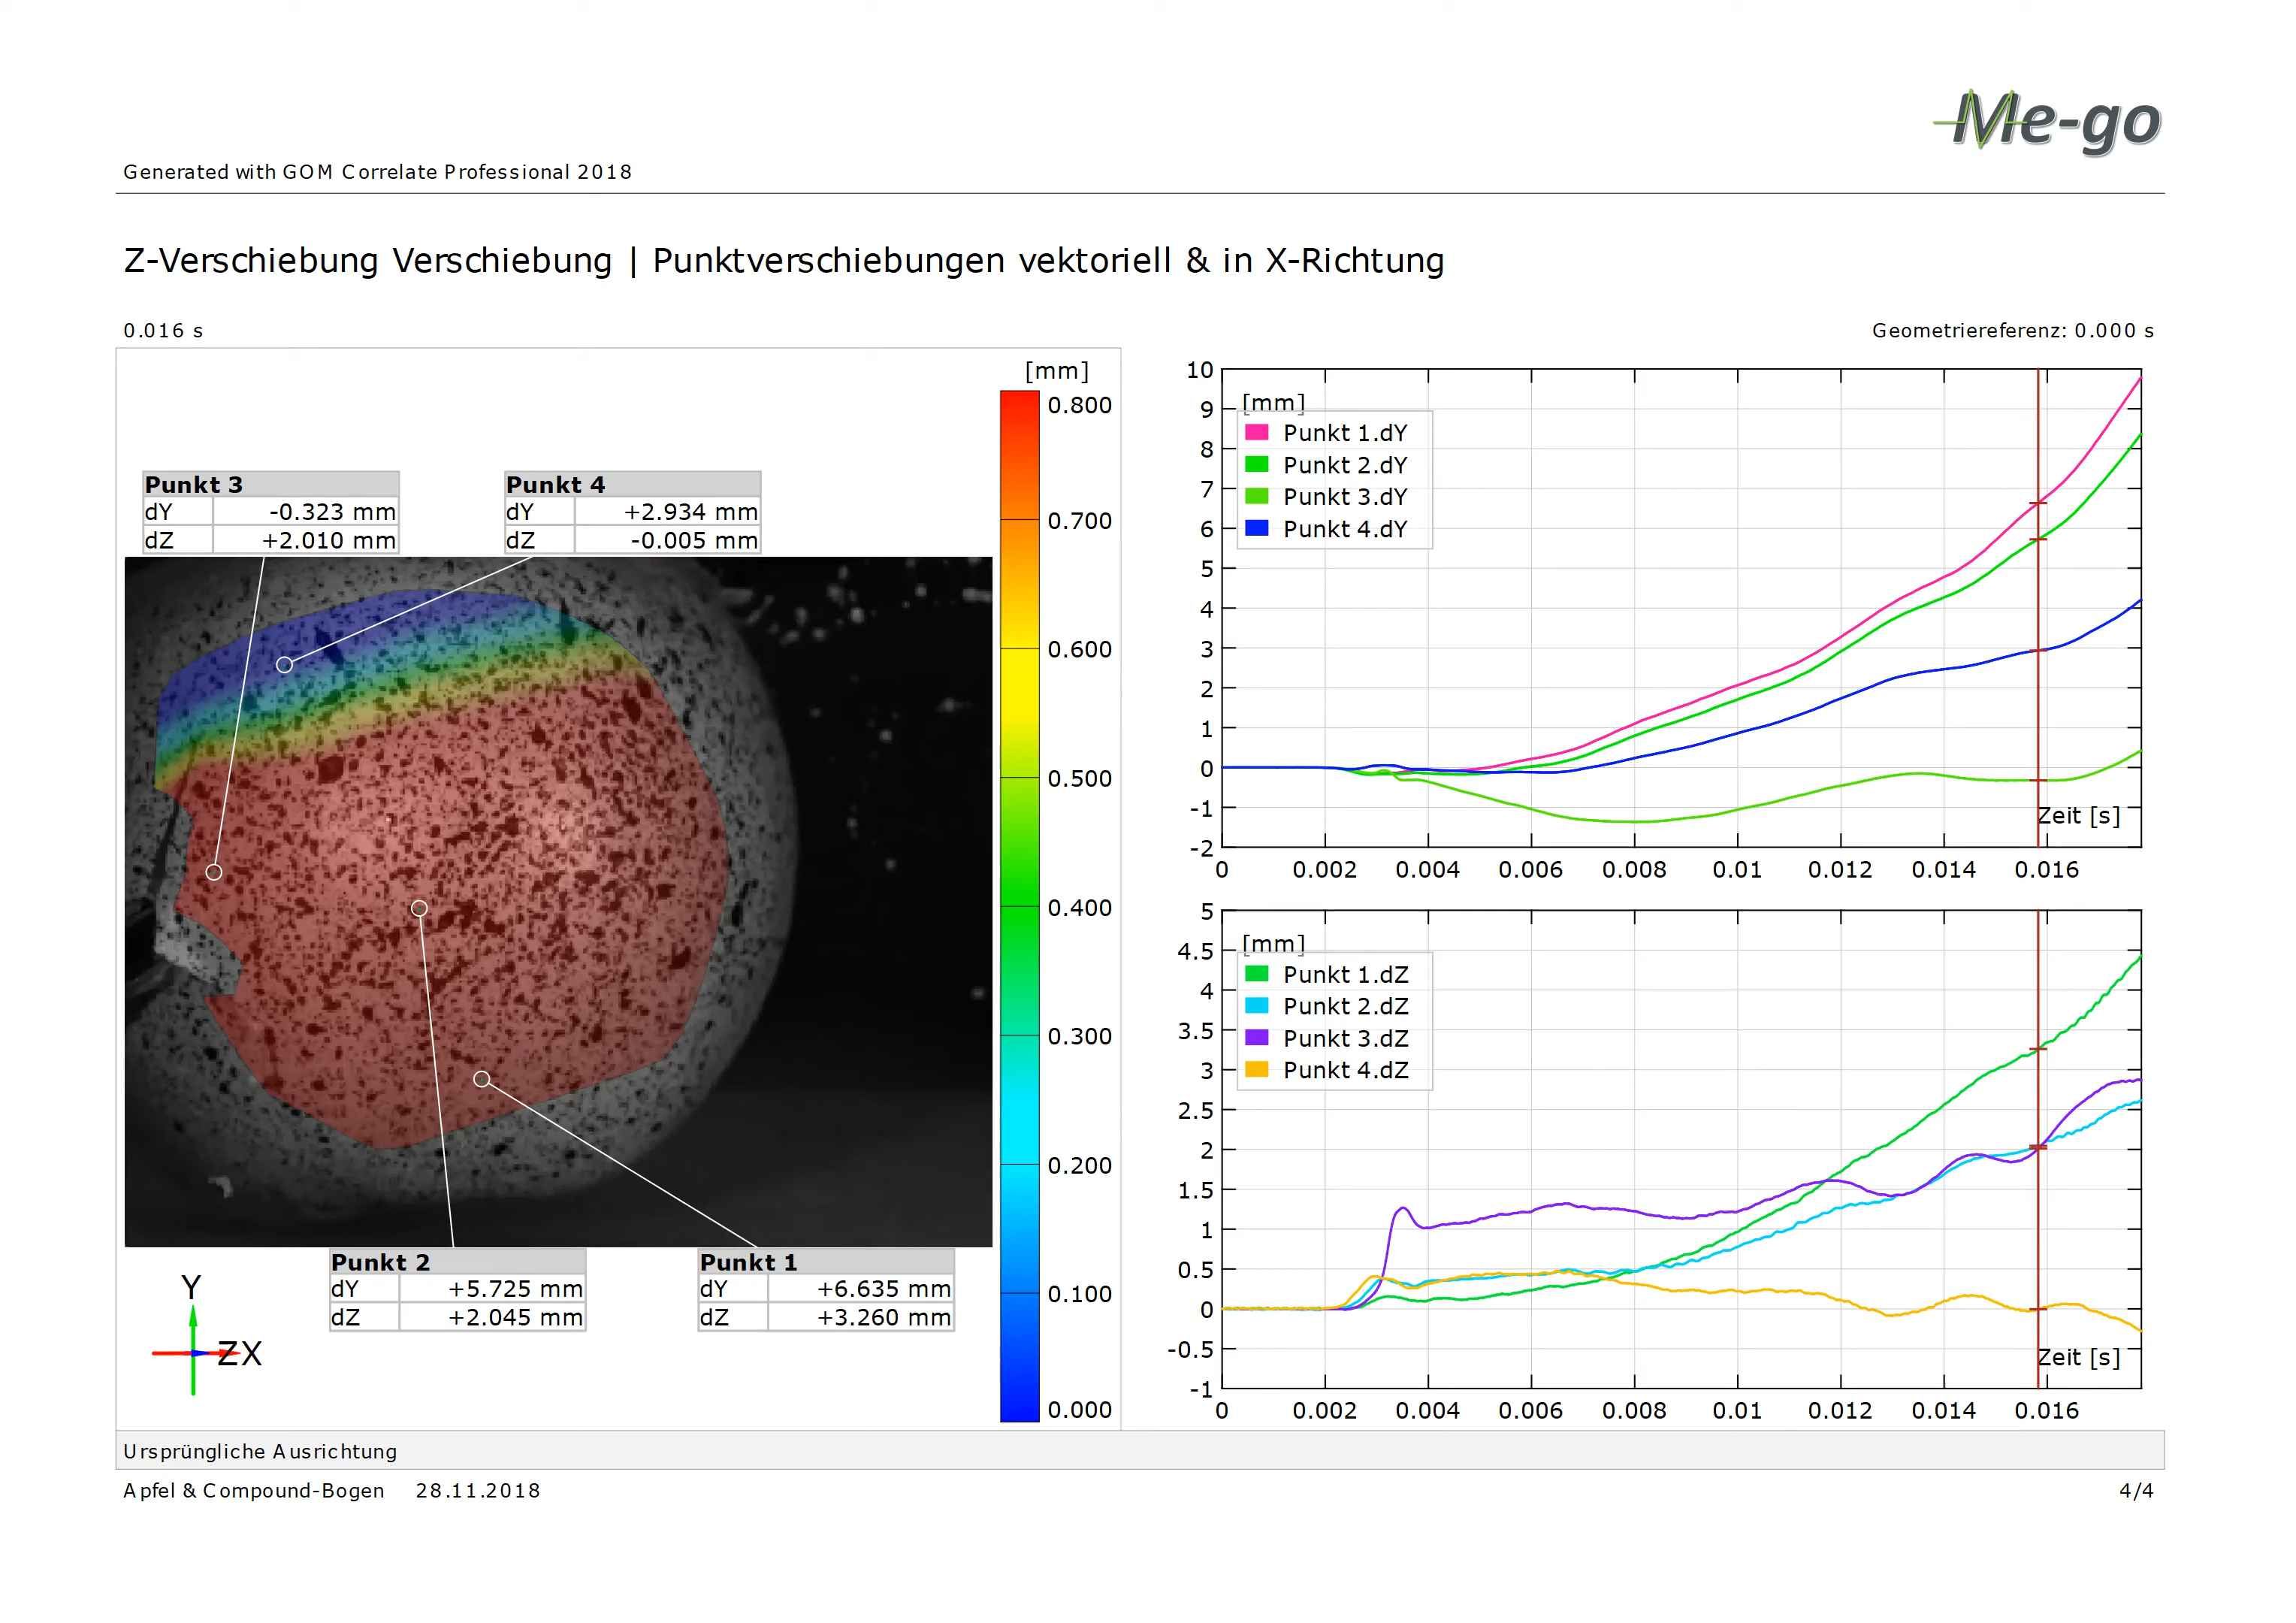 Me-go
Generated with GOM Correlate Professional 2018
Z-Verschiebung Verschiebung | Punktverschiebungen vektoriell & in X-Richtung
0.016 s
Geometriereferenz: 0.000 s
[mm]
0.800
0.700
0.600
0.500
0.400
0.300
0.200
0.100
0.000
Punkt 3
dY -0.323 mm
dZ +2.010 mm
Punkt 4
dY +2.934 mm
dZ -0.005 mm
Punkt 2
dY +5.725 mm
dZ +2.045 mm
Punkt 1
dY +6.635 mm
dZ +3.260 mm
Y
ZX
10
9
8
7
6
5
4
3
2
1
0
-1
-2
[mm]
Punkt 1.dY
Punkt 2.dY
Punkt 3.dY
Punkt 4.dY
Zeit [s]
0 0.002 0.004 0.006 0.008 0.01 0.012 0.014 0.016
5
4.5
4
3.5
3
2.5
2
1.5
1
0.5
0
-0.5
-1
[mm]
Punkt 1.dZ
Punkt 2.dZ
Punkt 3.dZ
Punkt 4.dZ
Zeit [s]
0 0.002 0.004 0.006 0.008 0.01 0.012 0.014 0.016
Ursprüngliche Ausrichtung
Apfel & Compound-Bogen 28.11.2018
4/4